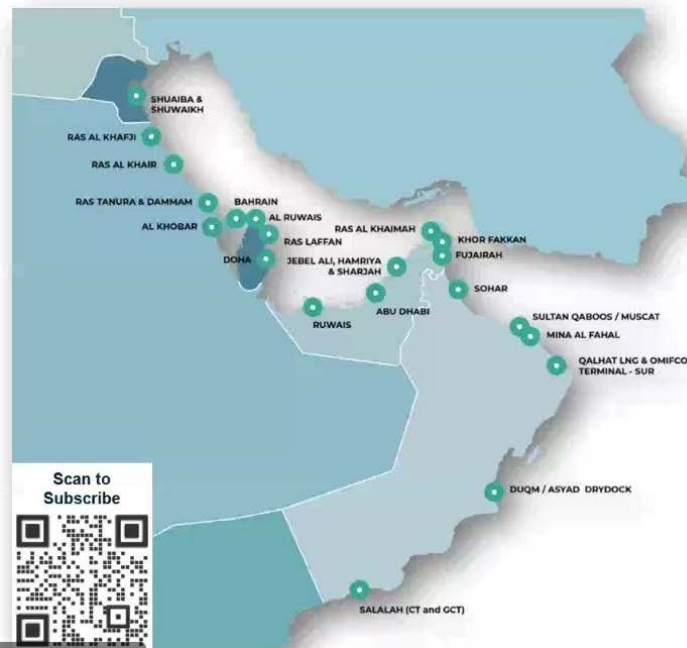 SHUAIBA &
SHUWAIKH
RAS AL KHAFJI
RAS AL KHAIR
RAS TANURA & DAMMAM
BAHRAIN
AL RUWAIS
AL KHOBAR
RAS LAFFAN
DOHA
RAS AL KHAIMAH
KHOR FAKKAN
JEBEL ALI, HAMRIYA
& SHARJAH
FUJAIRAH
SOHAR
ABU DHABI
RUWAIS
SULTAN QABOOS / MUSCAT
MINA AL FAHAL
QALHAT LNG & OMIFCO
TERMINAL - SUR
DUQM / ASYAD DRYDOCK
SALALAH (CT and GCT)
Scan to
Subscribe